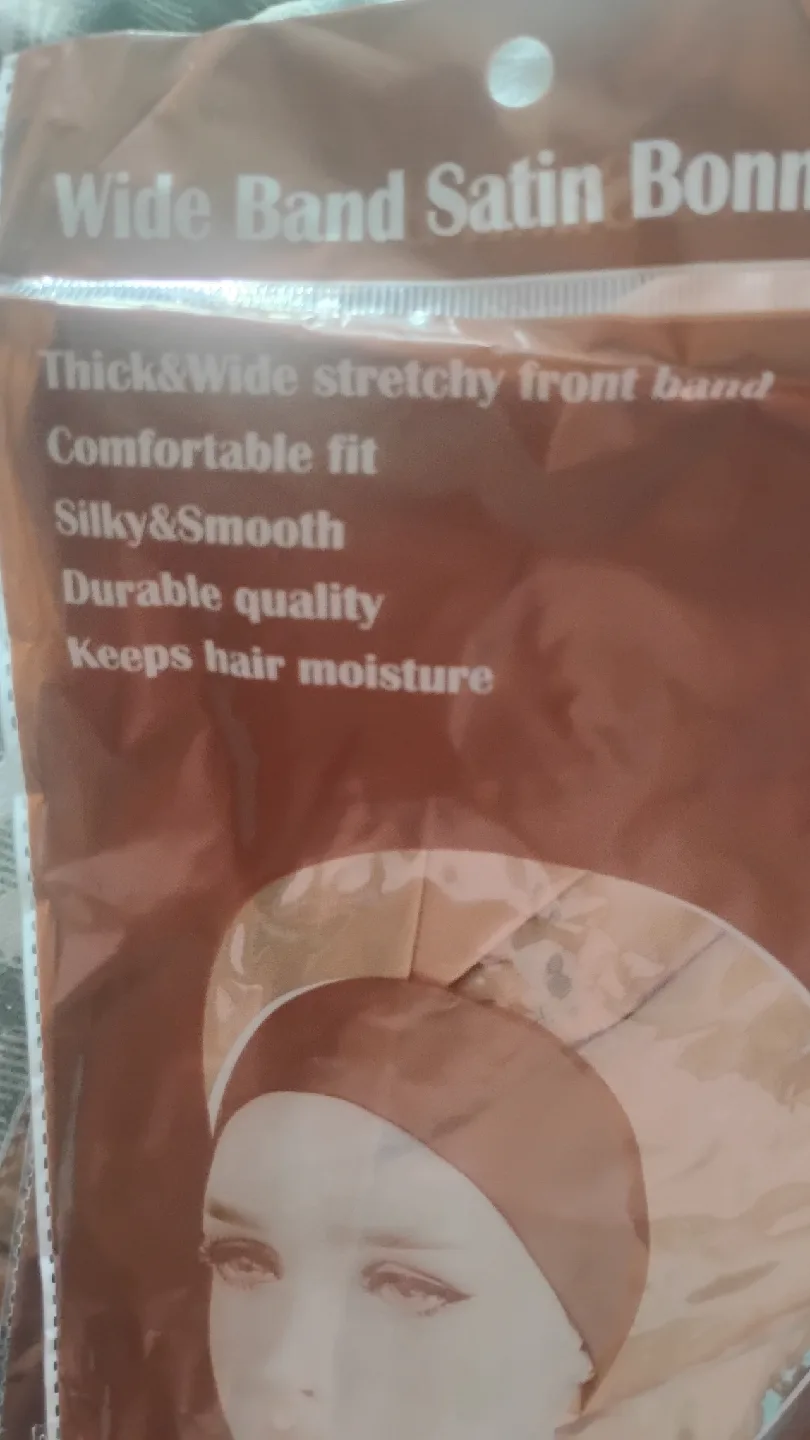 Wide Band Satin Bonn
Thick&Wide stretchy front band
Comfortable fit
Silky&Smooth
Durable quality
Keeps hair moisture